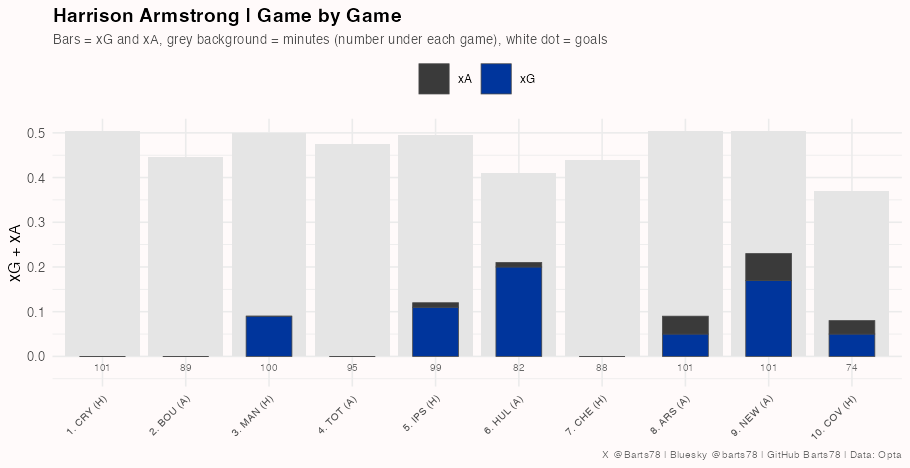 Harrison Armstrong | Game by Game
Bars = xG and xA, grey background = minutes (number under each game), white dot = goals
xA xG
xG + xA
0.5
0.4
0.3
0.2
0.1
0.0
101 89 100 95 99 82 88 101 101 74
1. CRY (H) 2. BOU (A) 3. MAN (H) 4. TOT (A) 5. IPS (H) 6. HUL (A) 7. CHE (H) 8. ARS (A) 9. NEW (A) 10. COV (H)
X @Barts78 | Bluesky @barts78 | GitHub Barts78 | Data: Opta